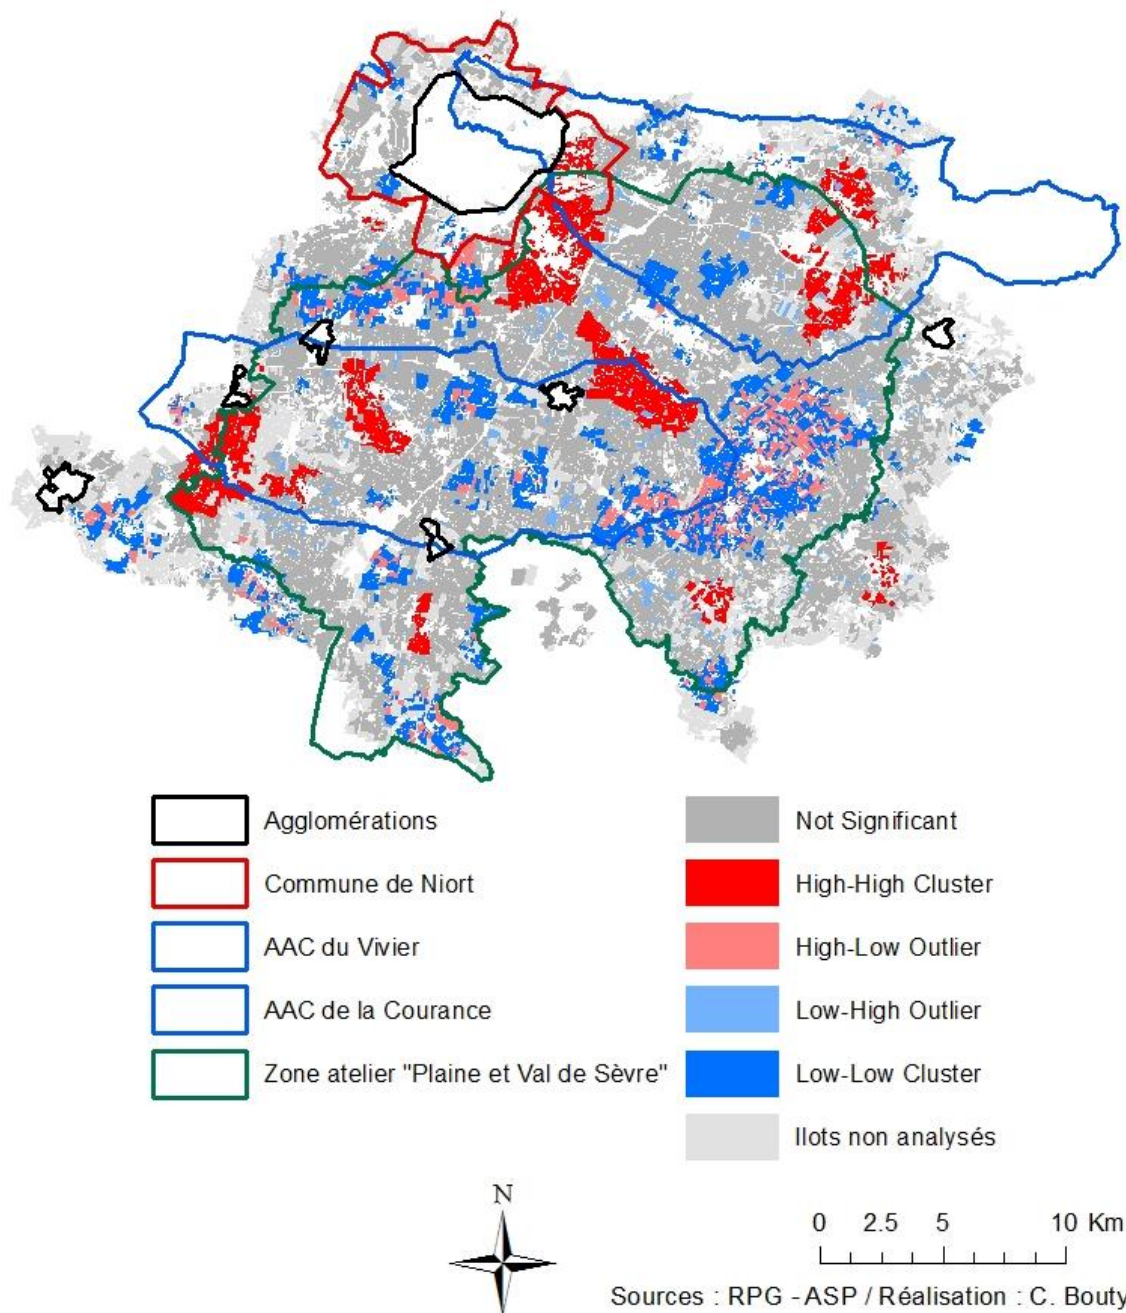 Agglomérations
Commune de Niort
AAC du Vivier
AAC de la Courance
Zone atelier "Plaine et Val de Sèvre"
Not Significant
High-High Cluster
High-Low Outlier
Low-High Outlier
Low-Low Cluster
Ilots non analysés
N
0 2.5 5 10 Km
Sources : RPG - ASP / Réalisation : C. Bouty